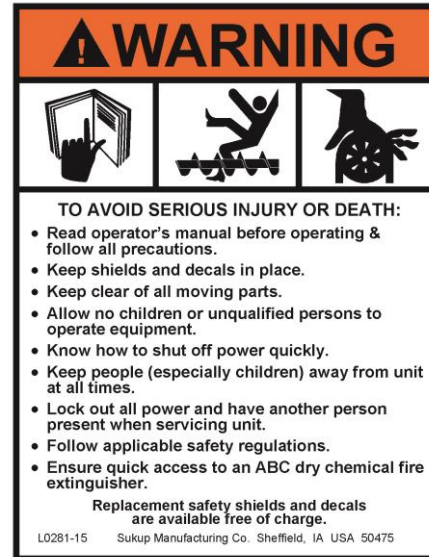 WARNING
TO AVOID SERIOUS INJURY OR DEATH:
• Read operator's manual before operating &
follow all precautions.
• Keep shields and decals in place.
• Keep clear of all moving parts.
• Allow no children or unqualified persons to
operate equipment.
• Know how to shut off power quickly.
• Keep people (especially children) away from unit
at all times.
• Lock out all power and have another person
present when servicing unit.
• Follow applicable safety regulations.
• Ensure quick access to an ABC dry chemical fire
extinguisher.
Replacement safety shields and decals
are available free of charge.
L0281-15 Sukup Manufacturing Co. Sheffield, IA USA 50475